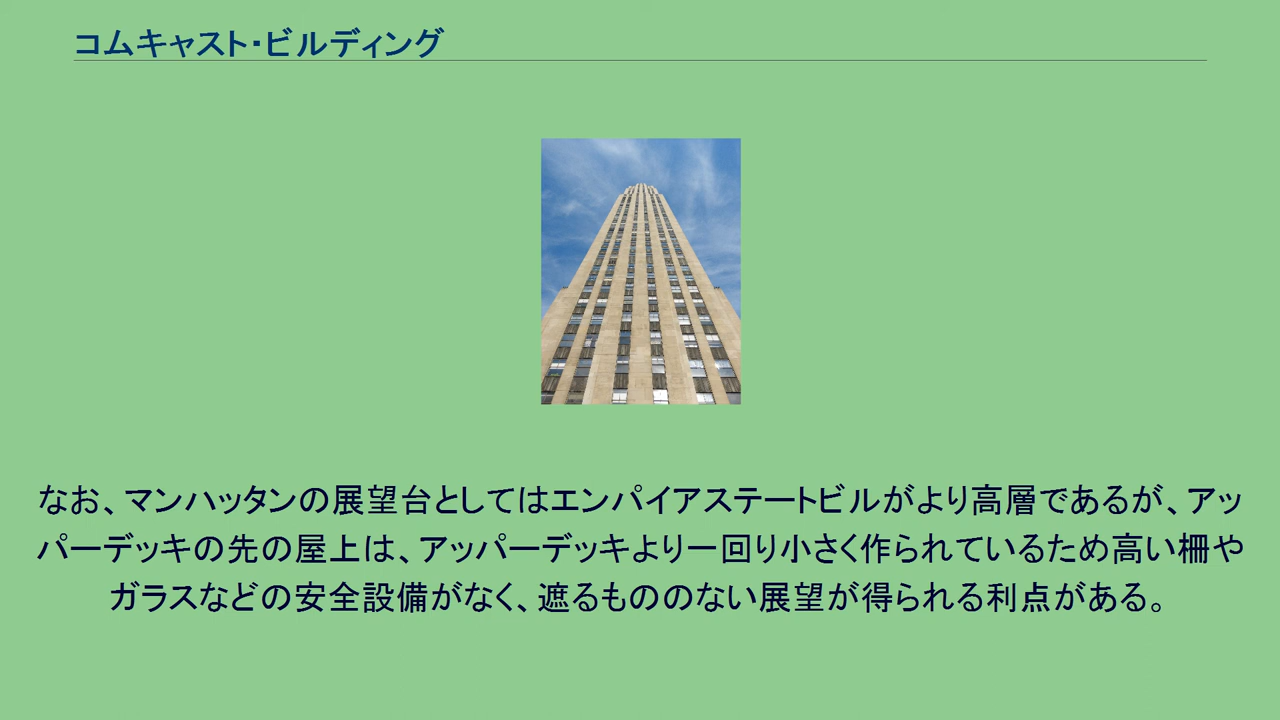 コムキャスト・ビルディング
なお、マンハッタンの展望台としてはエンパイアステートビルがより高層であるが、アッ
パーデッキの先の屋上は、アッパーデッキより一回り小さく作られているため高い柵や
ガラスなどの安全設備がなく、遮るもののない展望が得られる利点がある。